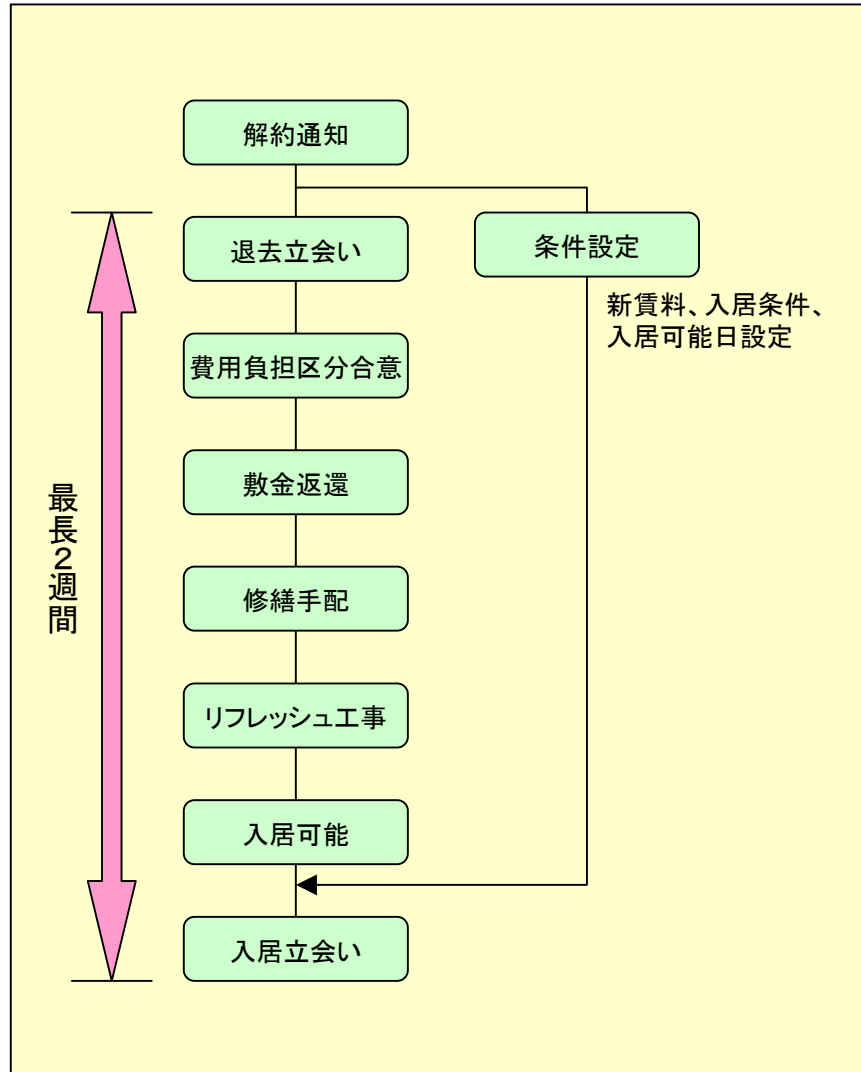 解約通知
退去立会い
条件設定
新賃料、入居条件、
入居可能日設定
費用負担区分合意
敷金返還
最長2週間
修繕手配
リフレッシュ工事
入居可能
入居立会い